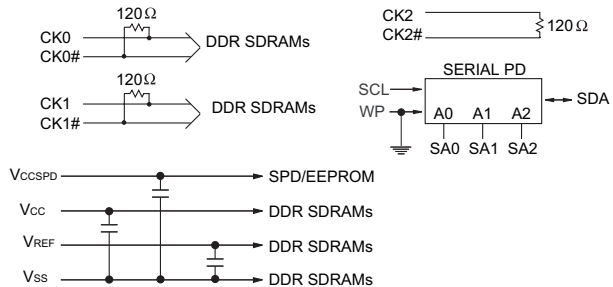 120Ω
CK0
CK0#
DDR SDRAMs
120Ω
CK1
CK1#
DDR SDRAMs
CK2
CK2#
120Ω
SERIAL PD
SCL
WP
A0 A1 A2
SDA
SA0 SA1 SA2
VCCSPD SPD/EEPROM
VCC DDR SDRAMs
VREF DDR SDRAMs
VSS DDR SDRAMs